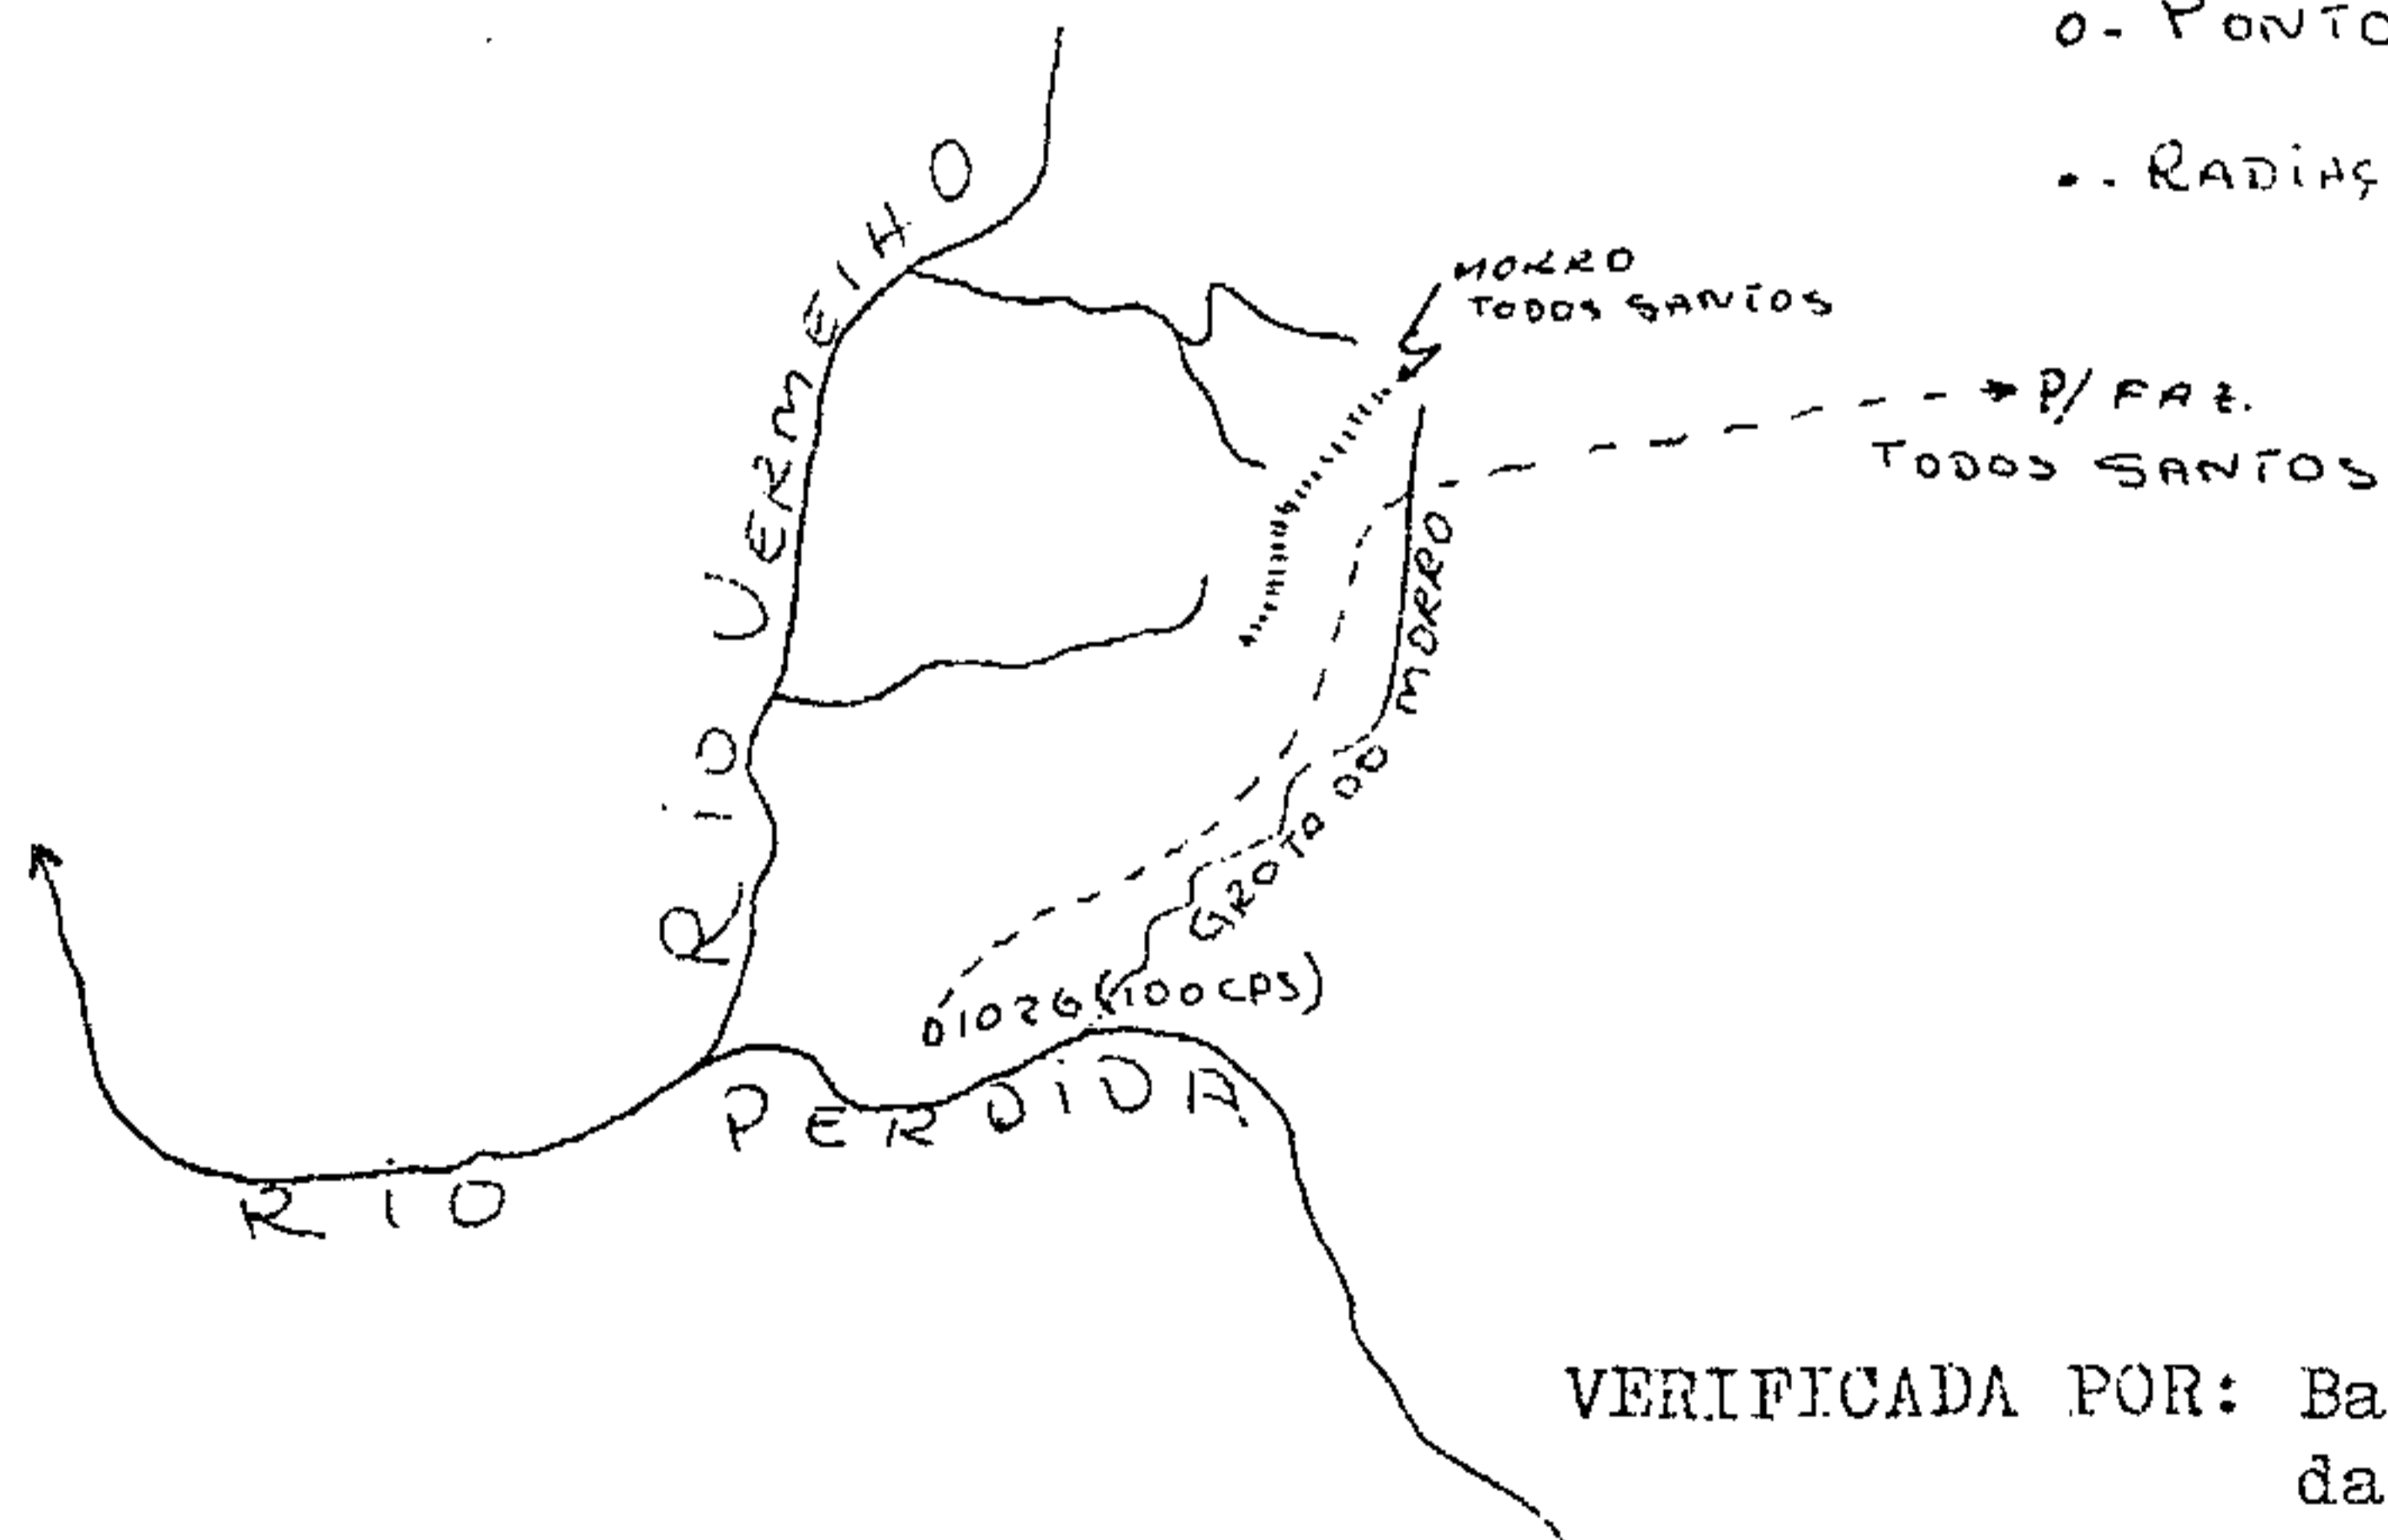 O - PONTO
• - RADIAÇ
MORRO
TODOS SANTOS
P/ FAZ.
TODOS SANTOS
RIO VERMELHO
GROTA DO MORRO
01026 (100 CPS)
RIO PERDIDA
VERIFICADA POR: Ba
da